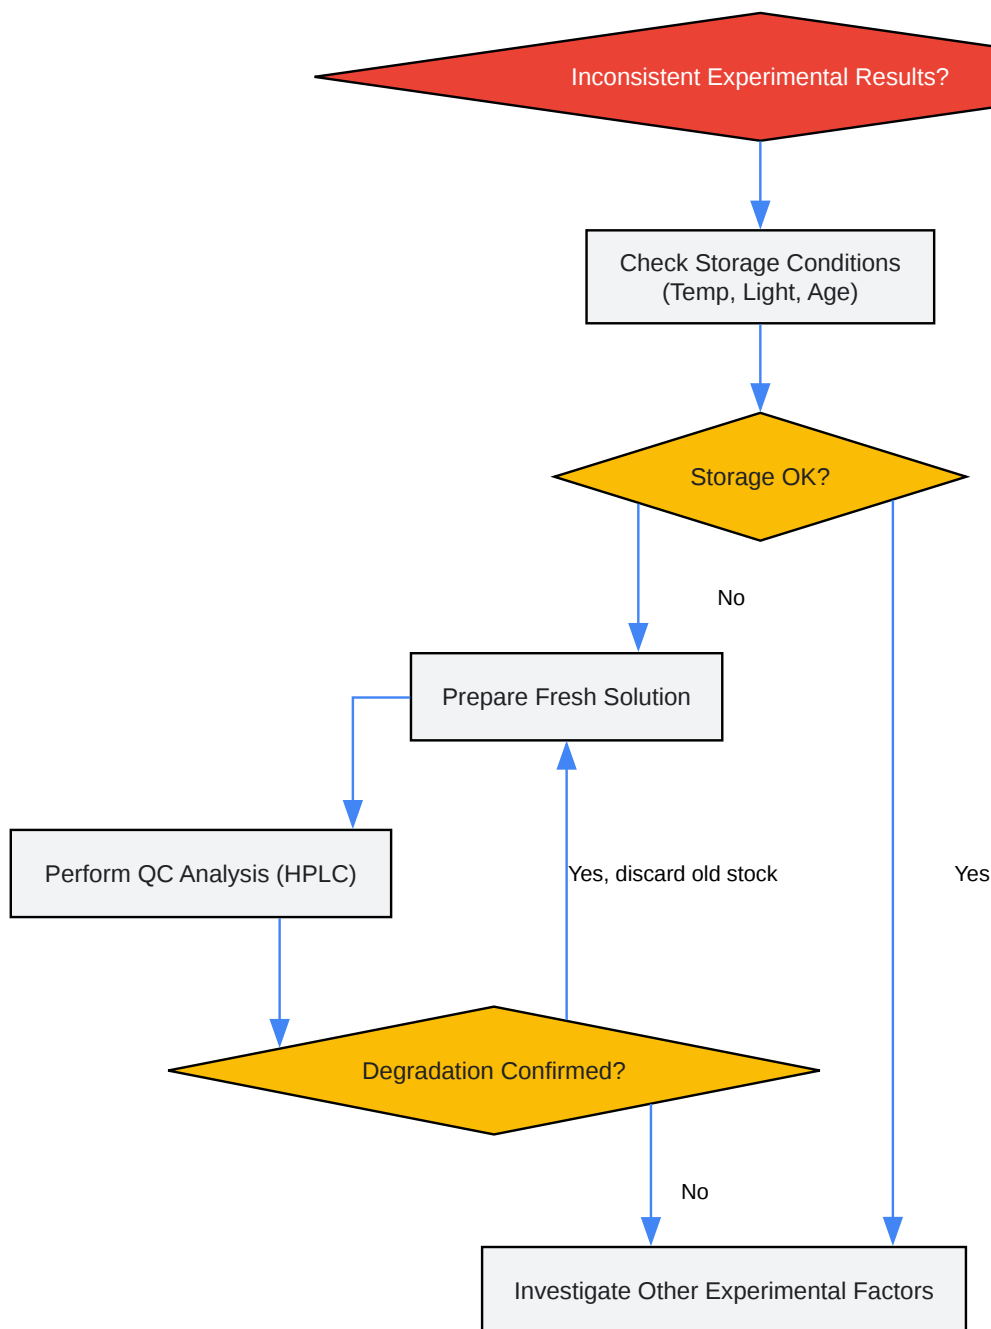 Inconsistent Experimental Results?
Check Storage Conditions
(Temp, Light, Age)
Storage OK?
No
Prepare Fresh Solution
Perform QC Analysis (HPLC)
Yes, discard old stock
Yes
Degradation Confirmed?
No
Investigate Other Experimental Factors